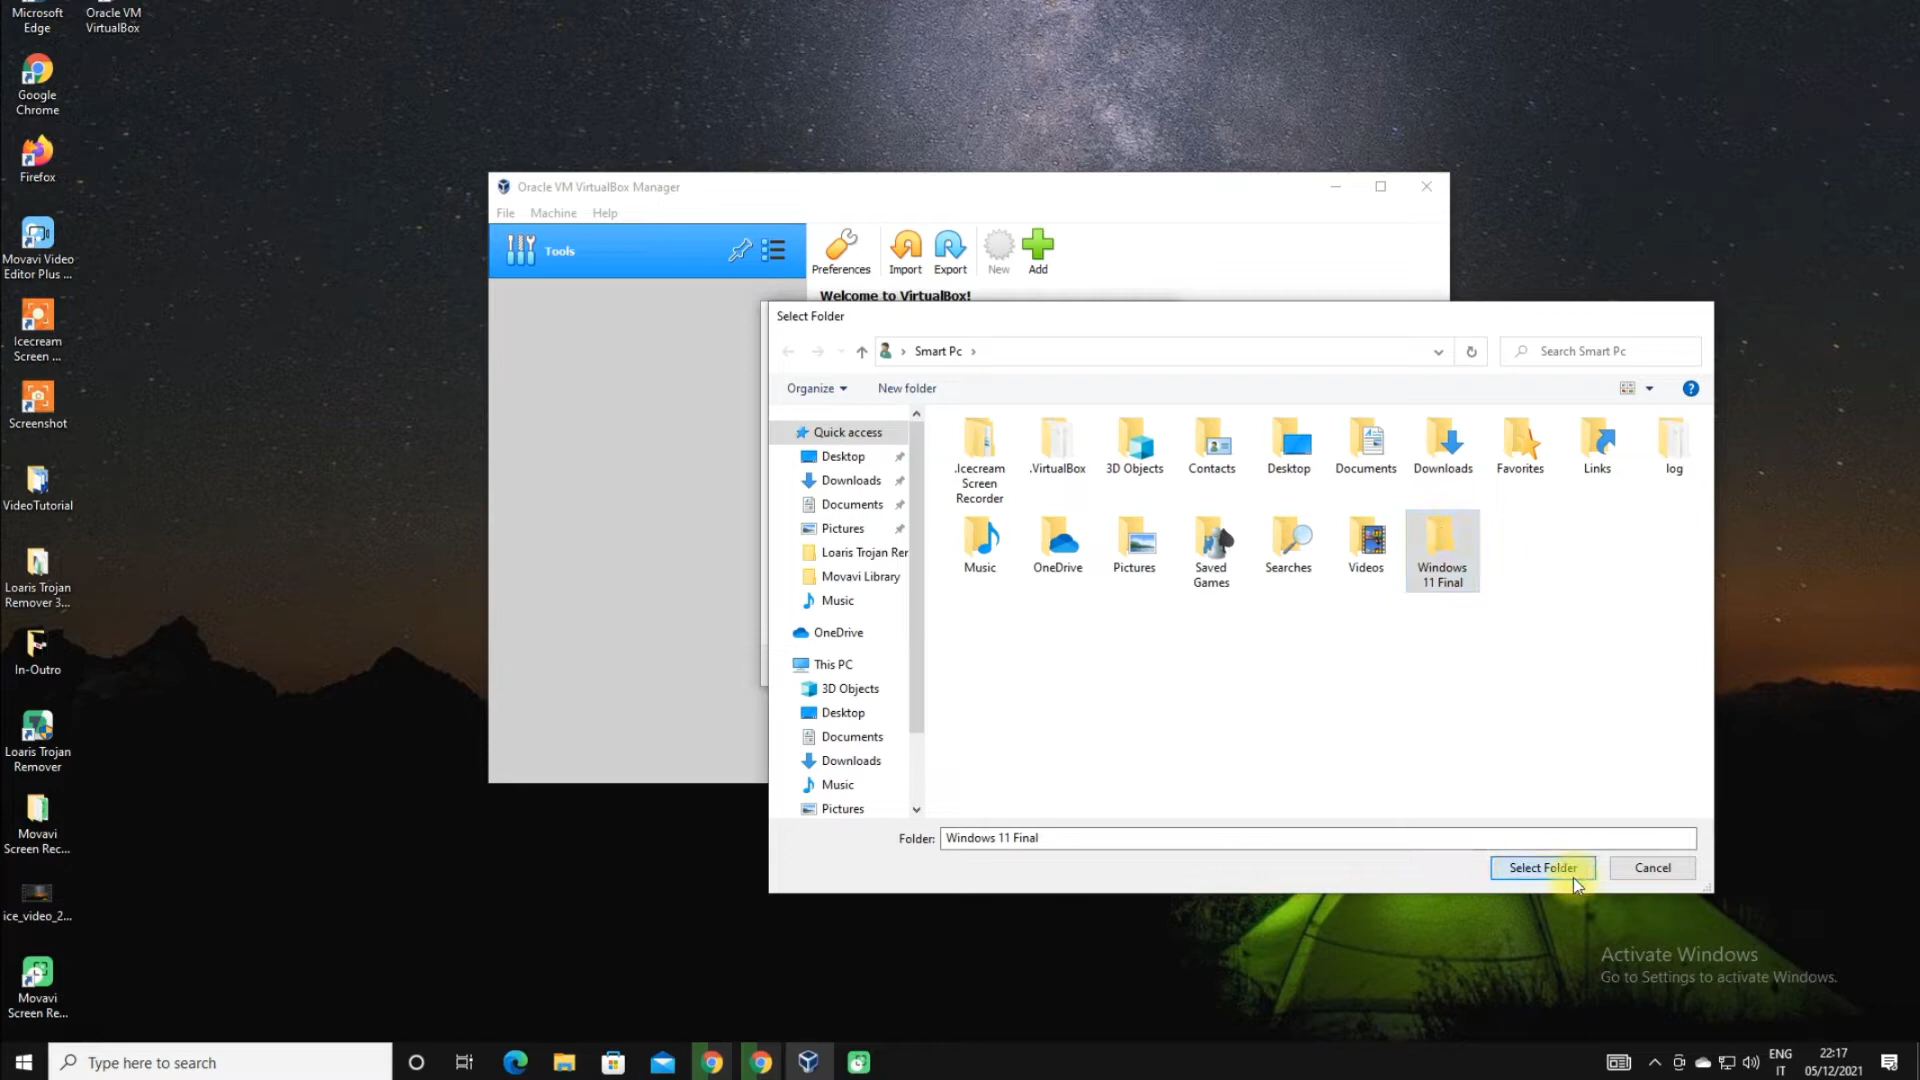 Microsoft
Edge
Oracle VM
VirtualBox
Google
Chrome
Firefox
Movavi Video
Editor Plus ...
Icecream
Screen ...
Screenshot
VideoTutorial
Loaris Trojan
Remover 3...
In-Outro
Loaris Trojan
Remover
Movavi
Screen Rec...
ice_video_2...
Movavi
Screen Re...
Oracle VM VirtualBox Manager
File Machine Help
Tools
Preferences Import Export New Add
Welcome to VirtualBox!
Select Folder
Smart Pc
Search Smart Pc
Organize New folder
Quick access
Desktop
Downloads
Documents
Pictures
Loaris Trojan Rer
Movavi Library
Music
OneDrive
This PC
3D Objects
Desktop
Documents
Downloads
Music
Pictures
.Icecream
Screen
Recorder
.VirtualBox
3D Objects
Contacts
Desktop
Documents
Downloads
Favorites
Links
log
Music
OneDrive
Pictures
Saved
Games
Searches
Videos
Windows
11 Final
Folder: Windows 11 Final
Select Folder Cancel
Activate Windows
Go to Settings to activate Windows.
Type here to search
ENG
IT
22:17
05/12/2021